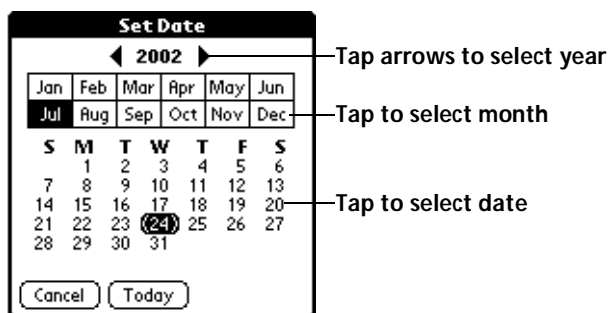 Set Date
2002
Tap arrows to select year
Jan Feb Mar Apr May Jun
Jul Aug Sep Oct Nov Dec
Tap to select month
S M T W T F S
1 2 3 4 5 6
7 8 9 10 11 12 13
14 15 16 17 18 19 20
Tap to select date
21 22 23 24 25 26 27
28 29 30 31
Cancel Today